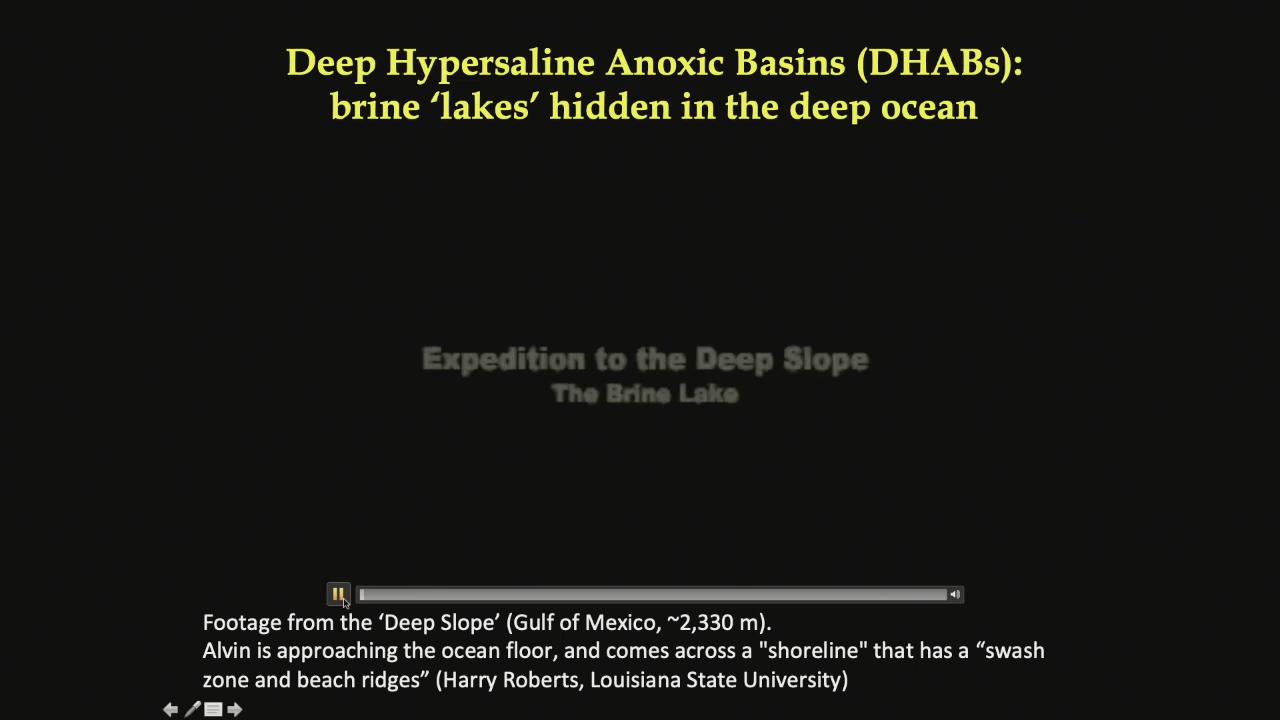 Deep Hypersaline Anoxic Basins (DHABs):
brine ‘lakes’ hidden in the deep ocean
Expedition to the Deep Slope
The Brine Lake
Footage from the ‘Deep Slope’ (Gulf of Mexico, ~2,330 m).
Alvin is approaching the ocean floor, and comes across a "shoreline" that has a “swash
zone and beach ridges” (Harry Roberts, Louisiana State University)